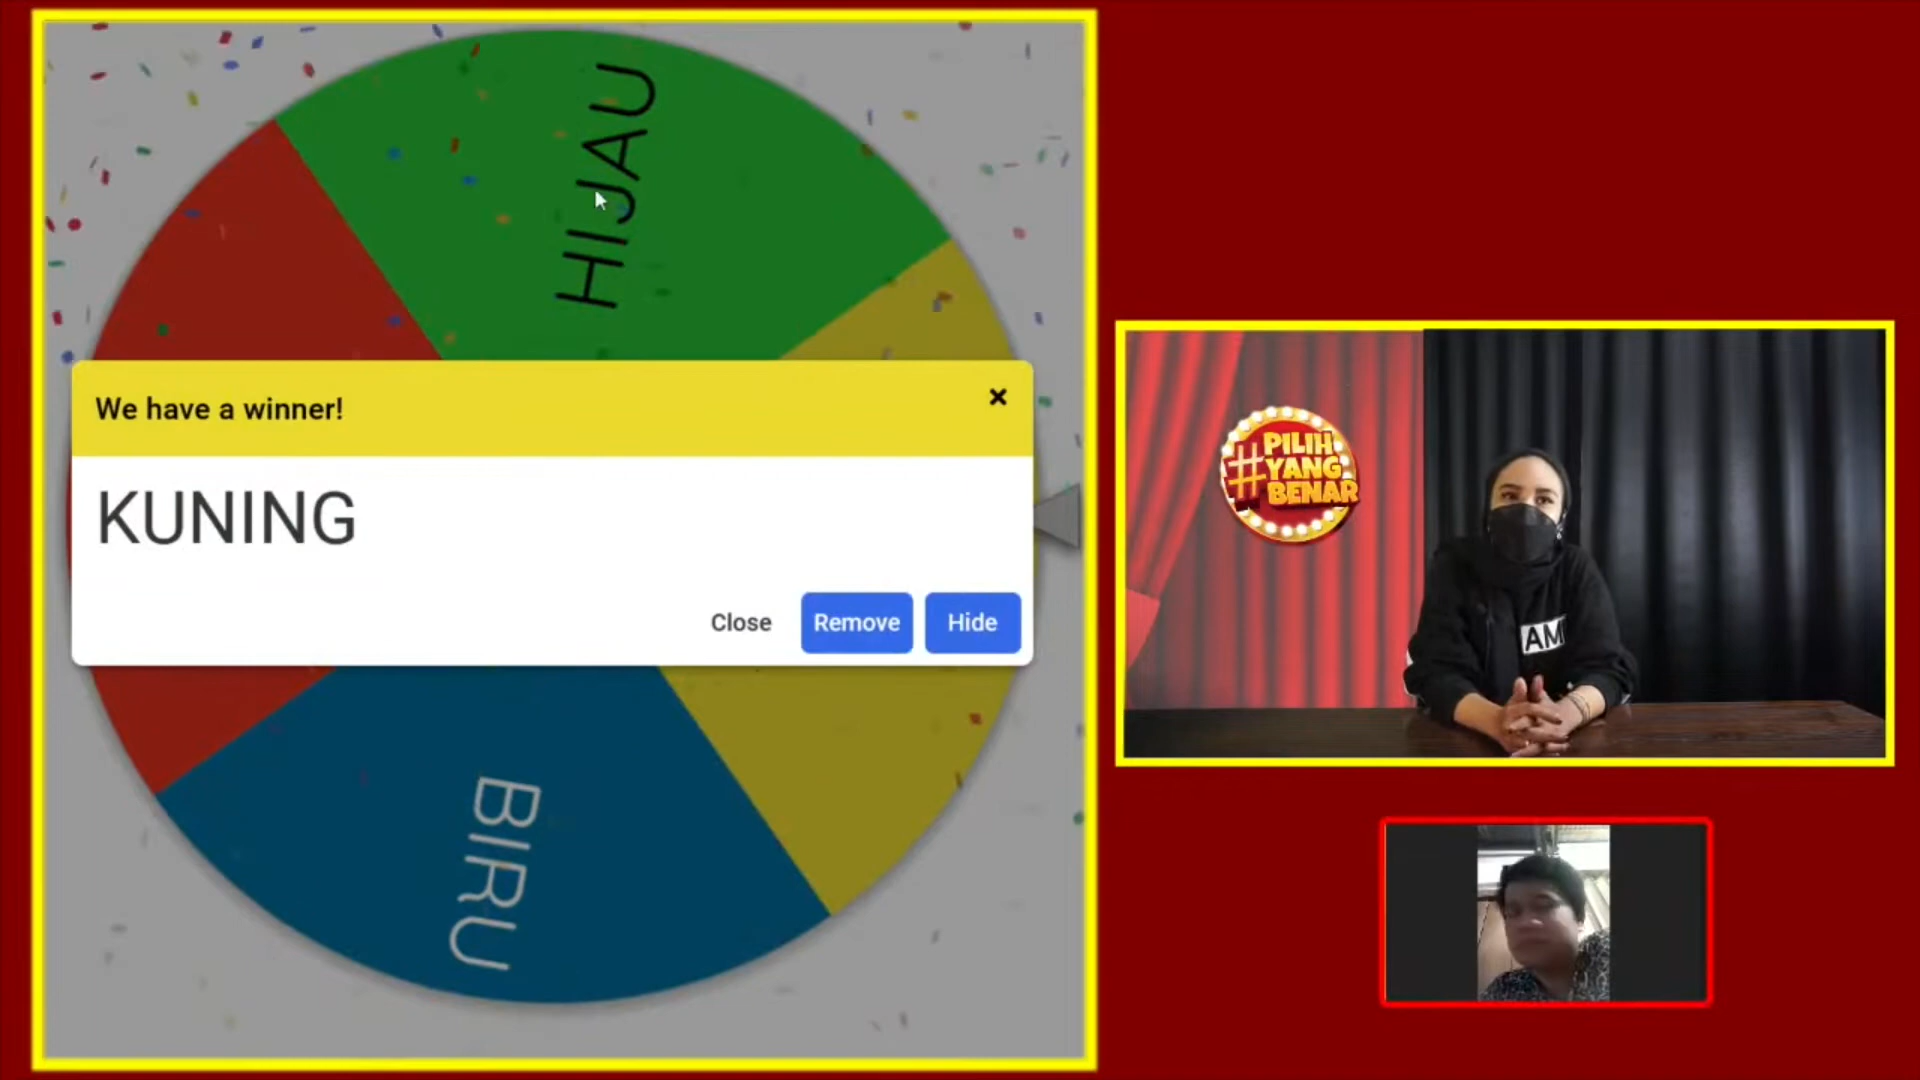 HIJAU
We have a winner!
×
KUNING
Close
Remove
Hide
BIRU
#PILIH
YANG
BENAR
AM